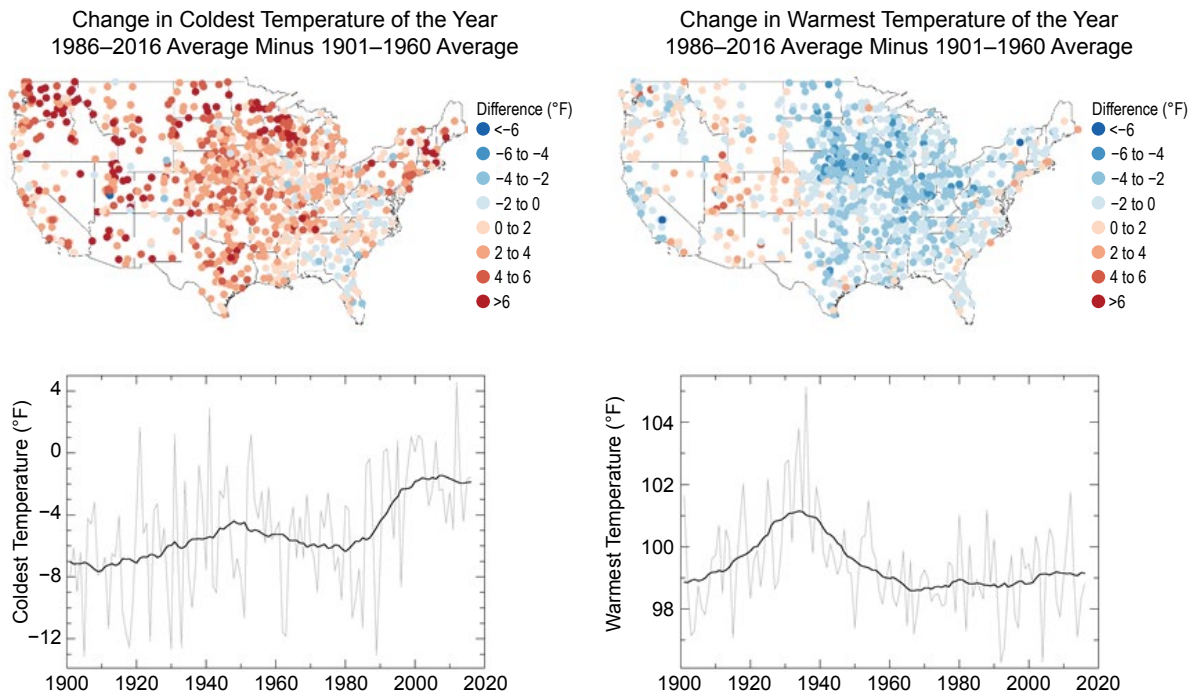 Change in Coldest Temperature of the Year
1986–2016 Average Minus 1901–1960 Average
Difference (°F)
<-6
−6 to −4
−4 to −2
−2 to 0
0 to 2
2 to 4
4 to 6
>6
Change in Warmest Temperature of the Year
1986–2016 Average Minus 1901–1960 Average
Difference (°F)
<-6
−6 to −4
−4 to −2
−2 to 0
0 to 2
2 to 4
4 to 6
>6
Coldest Temperature (°F)
4
0
−4
−8
−12
1900 1920 1940 1960 1980 2000 2020
Warmest Temperature (°F)
104
102
100
98
1900 1920 1940 1960 1980 2000 2020